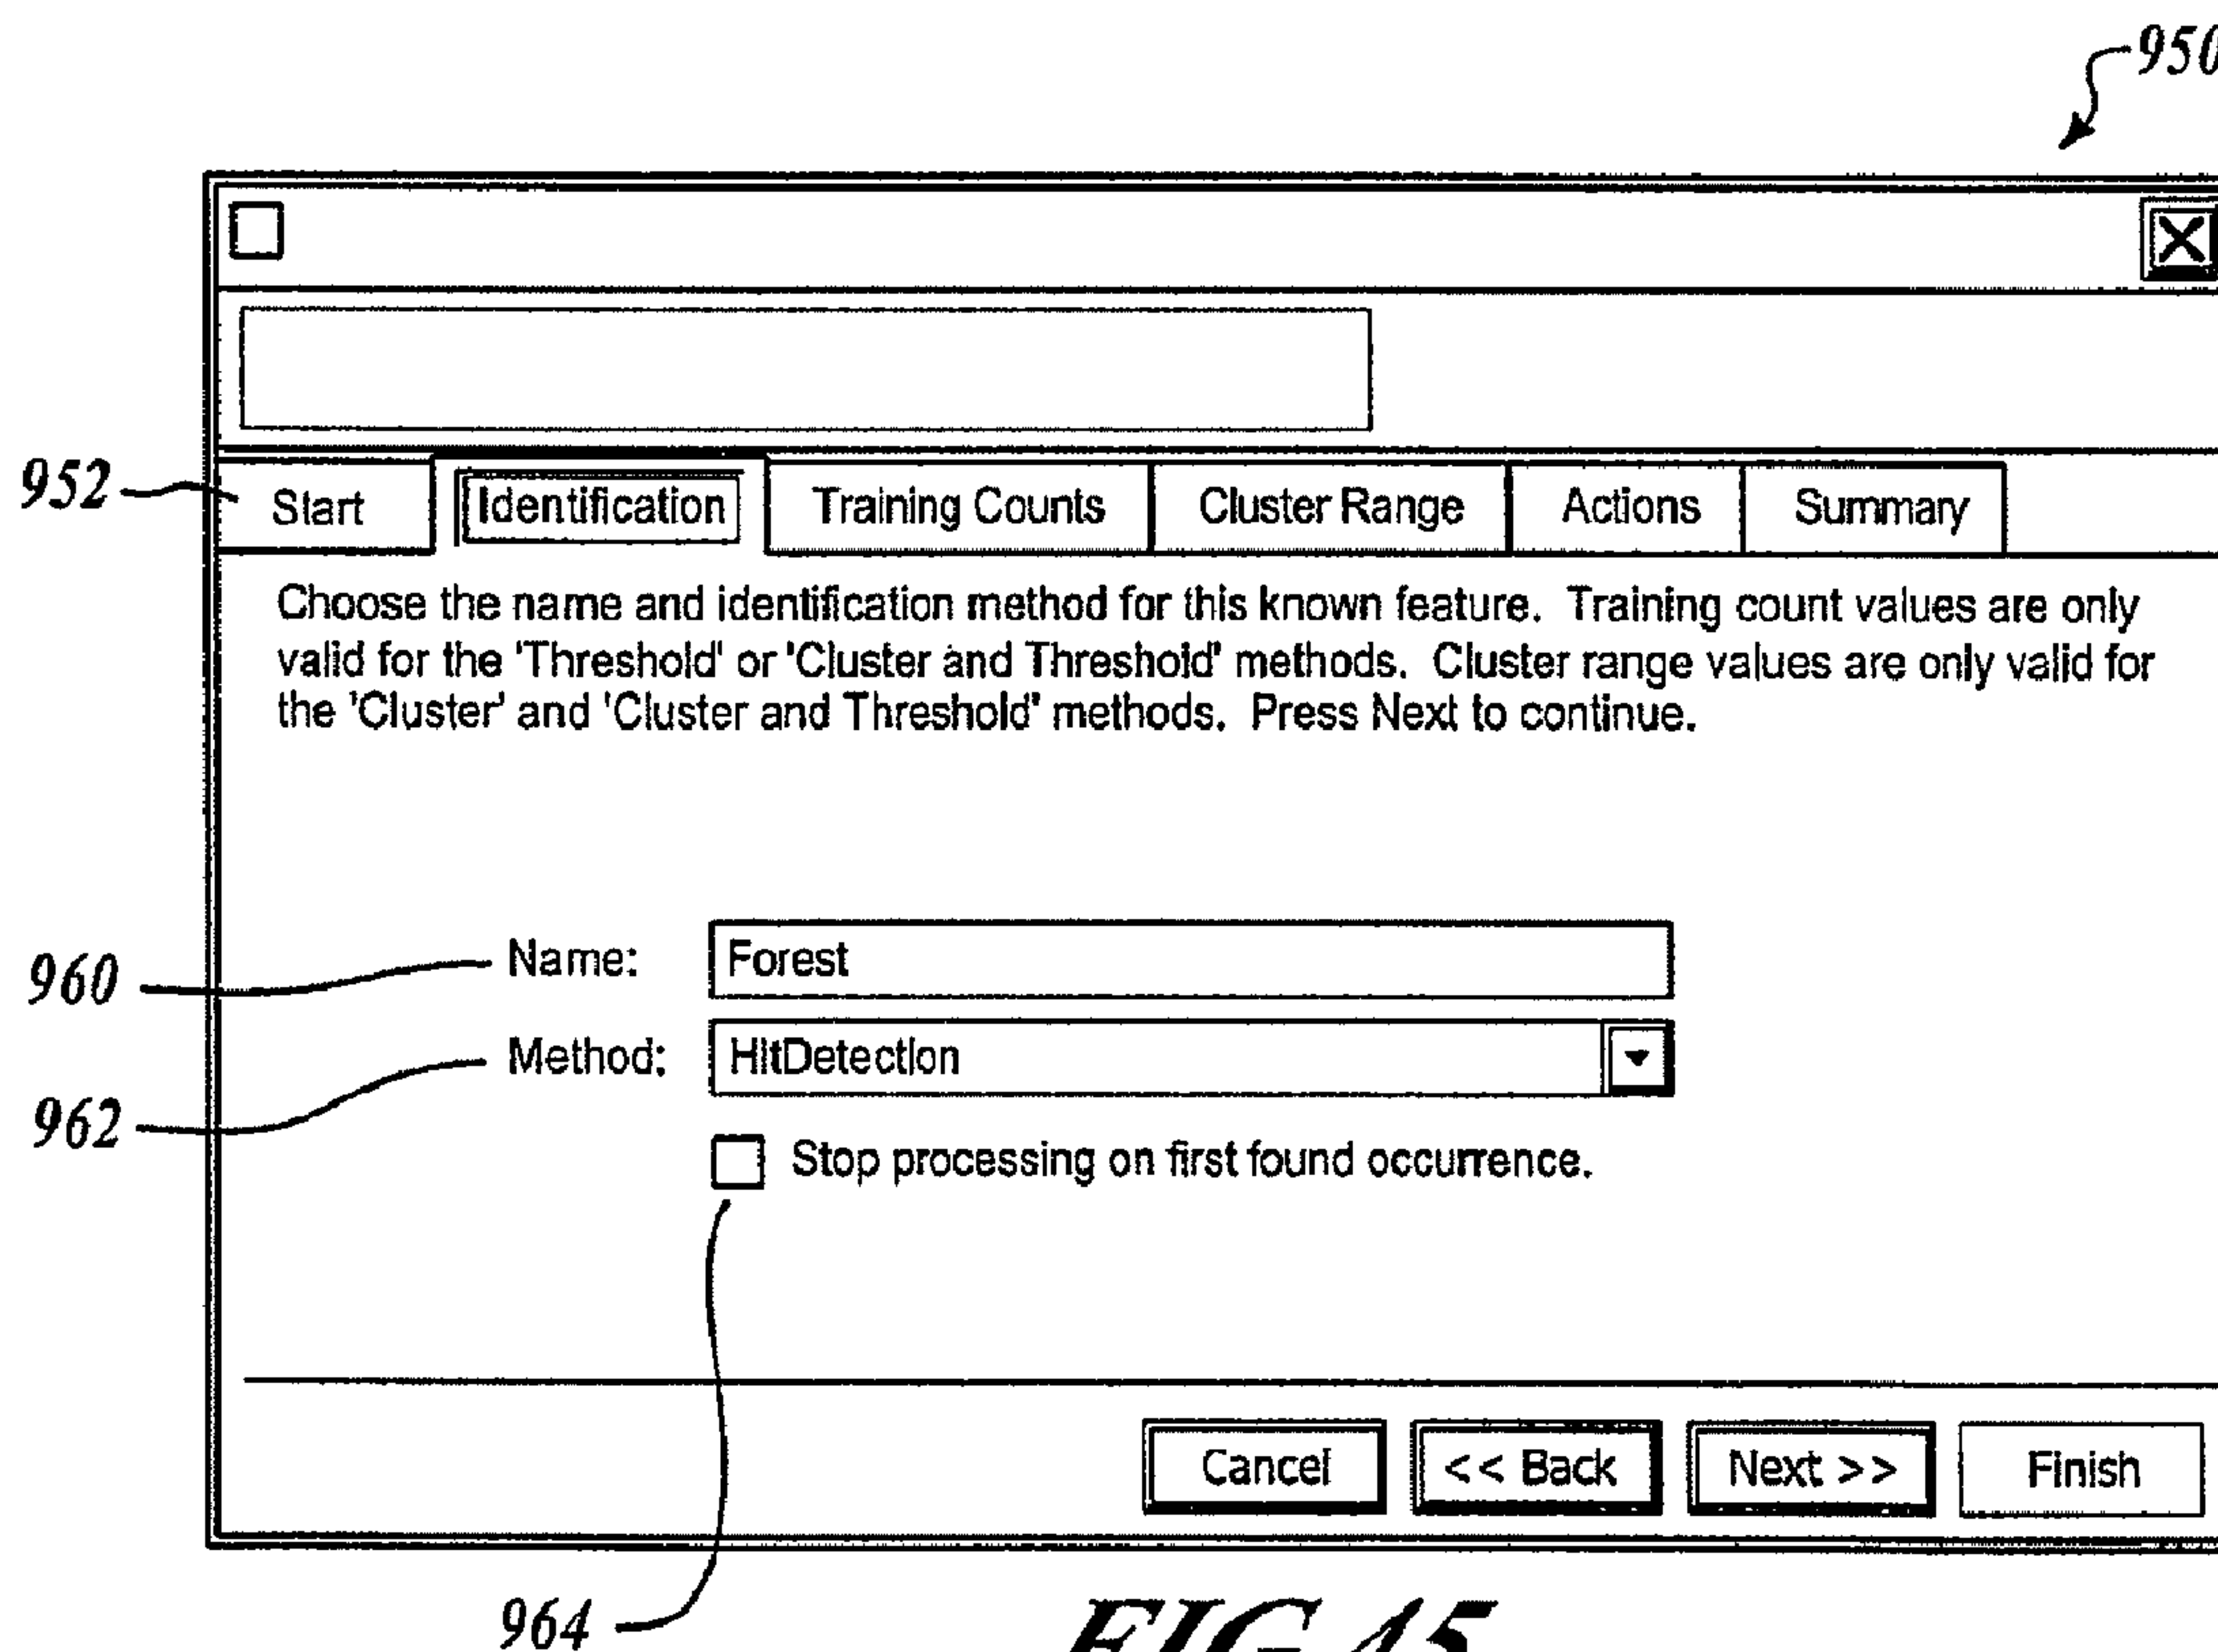 950
952 Start Identification Training Counts Cluster Range Actions Summary
Choose the name and identification method for this known feature. Training count values are only
valid for the 'Threshold' or 'Cluster and Threshold' methods. Cluster range values are only valid for
the 'Cluster' and 'Cluster and Threshold' methods. Press Next to continue.
960 Name: Forest
962 Method: HitDetection
Stop processing on first found occurrence.
Cancel << Back Next >> Finish
964
FIG. 45